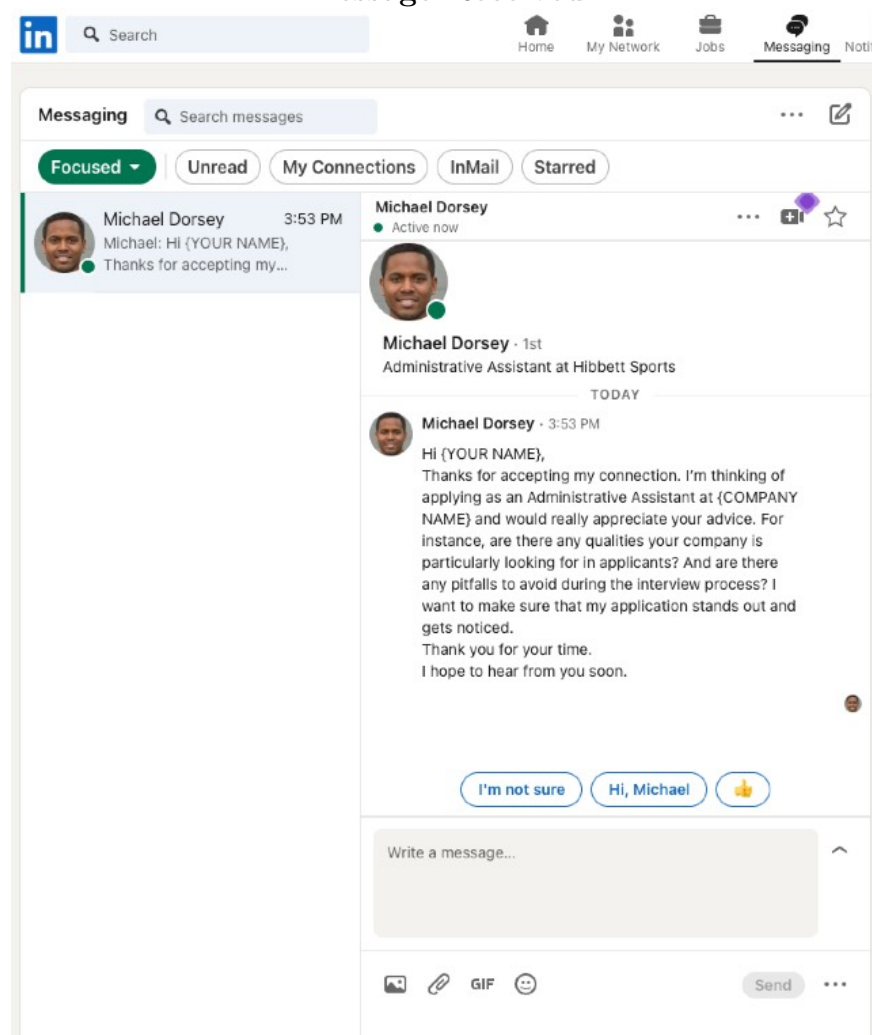 in
Search
Home
My Network
Jobs
Messaging
Messaging
Search messages
Focused
Unread
My Connections
InMail
Starred
Michael Dorsey 3:53 PM
Michael: Hi {YOUR NAME},
Thanks for accepting my...
Michael Dorsey
Active now
Michael Dorsey · 1st
Administrative Assistant at Hibbett Sports
TODAY
Michael Dorsey · 3:53 PM
Hi {YOUR NAME},
Thanks for accepting my connection. I'm thinking of
applying as an Administrative Assistant at {COMPANY
NAME} and would really appreciate your advice. For
instance, are there any qualities your company is
particularly looking for in applicants? And are there
any pitfalls to avoid during the interview process? I
want to make sure that my application stands out and
gets noticed.
Thank you for your time.
I hope to hear from you soon.
I'm not sure
Hi, Michael
Write a message...
GIF
Send